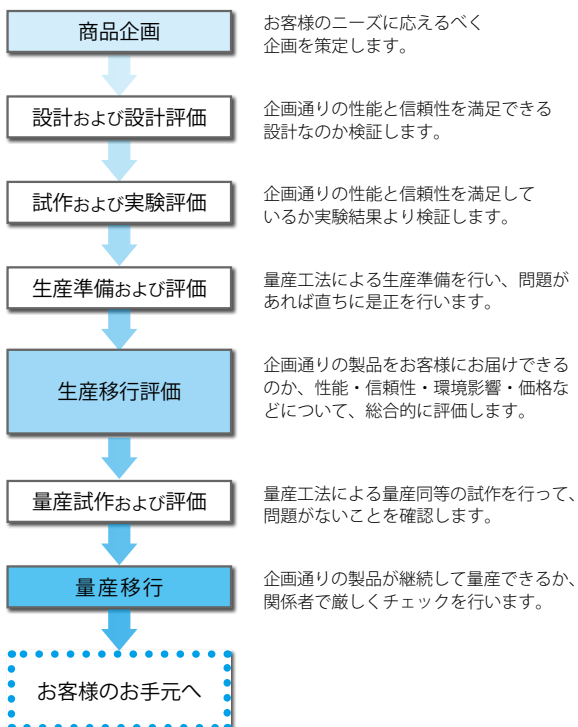 商品企画
お客様のニーズに応えるべく
企画を策定します。
設計および設計評価
企画通りの性能と信頼性を満足できる
設計なのか検証します。
試作および実験評価
企画通りの性能と信頼性を満足して
いるか実験結果より検証します。
生産準備および評価
量産工法による生産準備を行い、問題が
あれば直ちに是正を行います。
生産移行評価
企画通りの製品をお客様にお届けできる
のか、性能・信頼性・環境影響・価格な
どについて、総合的に評価します。
量産試作および評価
量産工法による量産同等の試作を行って、
問題がないことを確認します。
量産移行
企画通りの製品が継続して量産できるか、
関係者で厳しくチェックを行います。
お客様のお手元へ